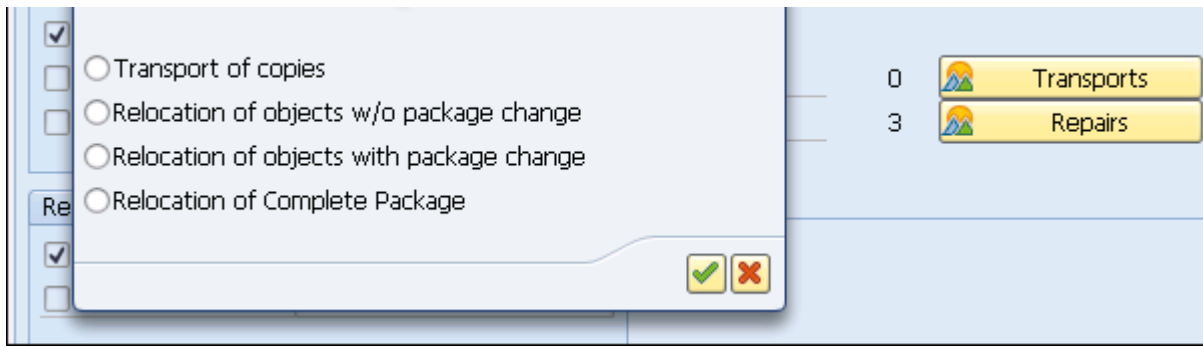 Transport of copies
0 Transports
Relocation of objects w/o package change
3 Repairs
Relocation of objects with package change
Relocation of Complete Package
Re